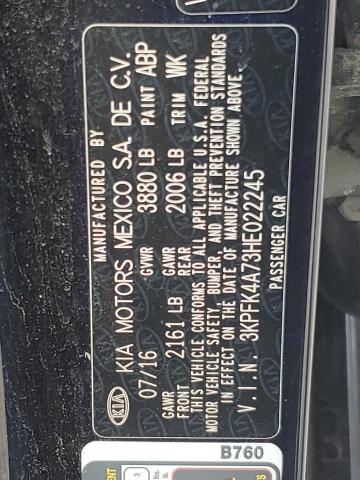 MANUFACTURED BY
KIA KIA MOTORS MEXICO S.A. DE C.V.
07/16 GVWR 3880 LB PAINT ABP
GAWR FRONT 2161 LB GAWR REAR 2006 LB TRIM WK
THIS VEHICLE CONFORMS TO ALL APPLICABLE U.S.A. FEDERAL
MOTOR VEHICLE SAFETY, BUMPER, AND THEFT PREVENTION STANDARDS
IN EFFECT ON THE DATE OF MANUFACTURE SHOWN ABOVE.
V.I.N. 3KPFK4A73HE022245
PASSENGER CAR
B760